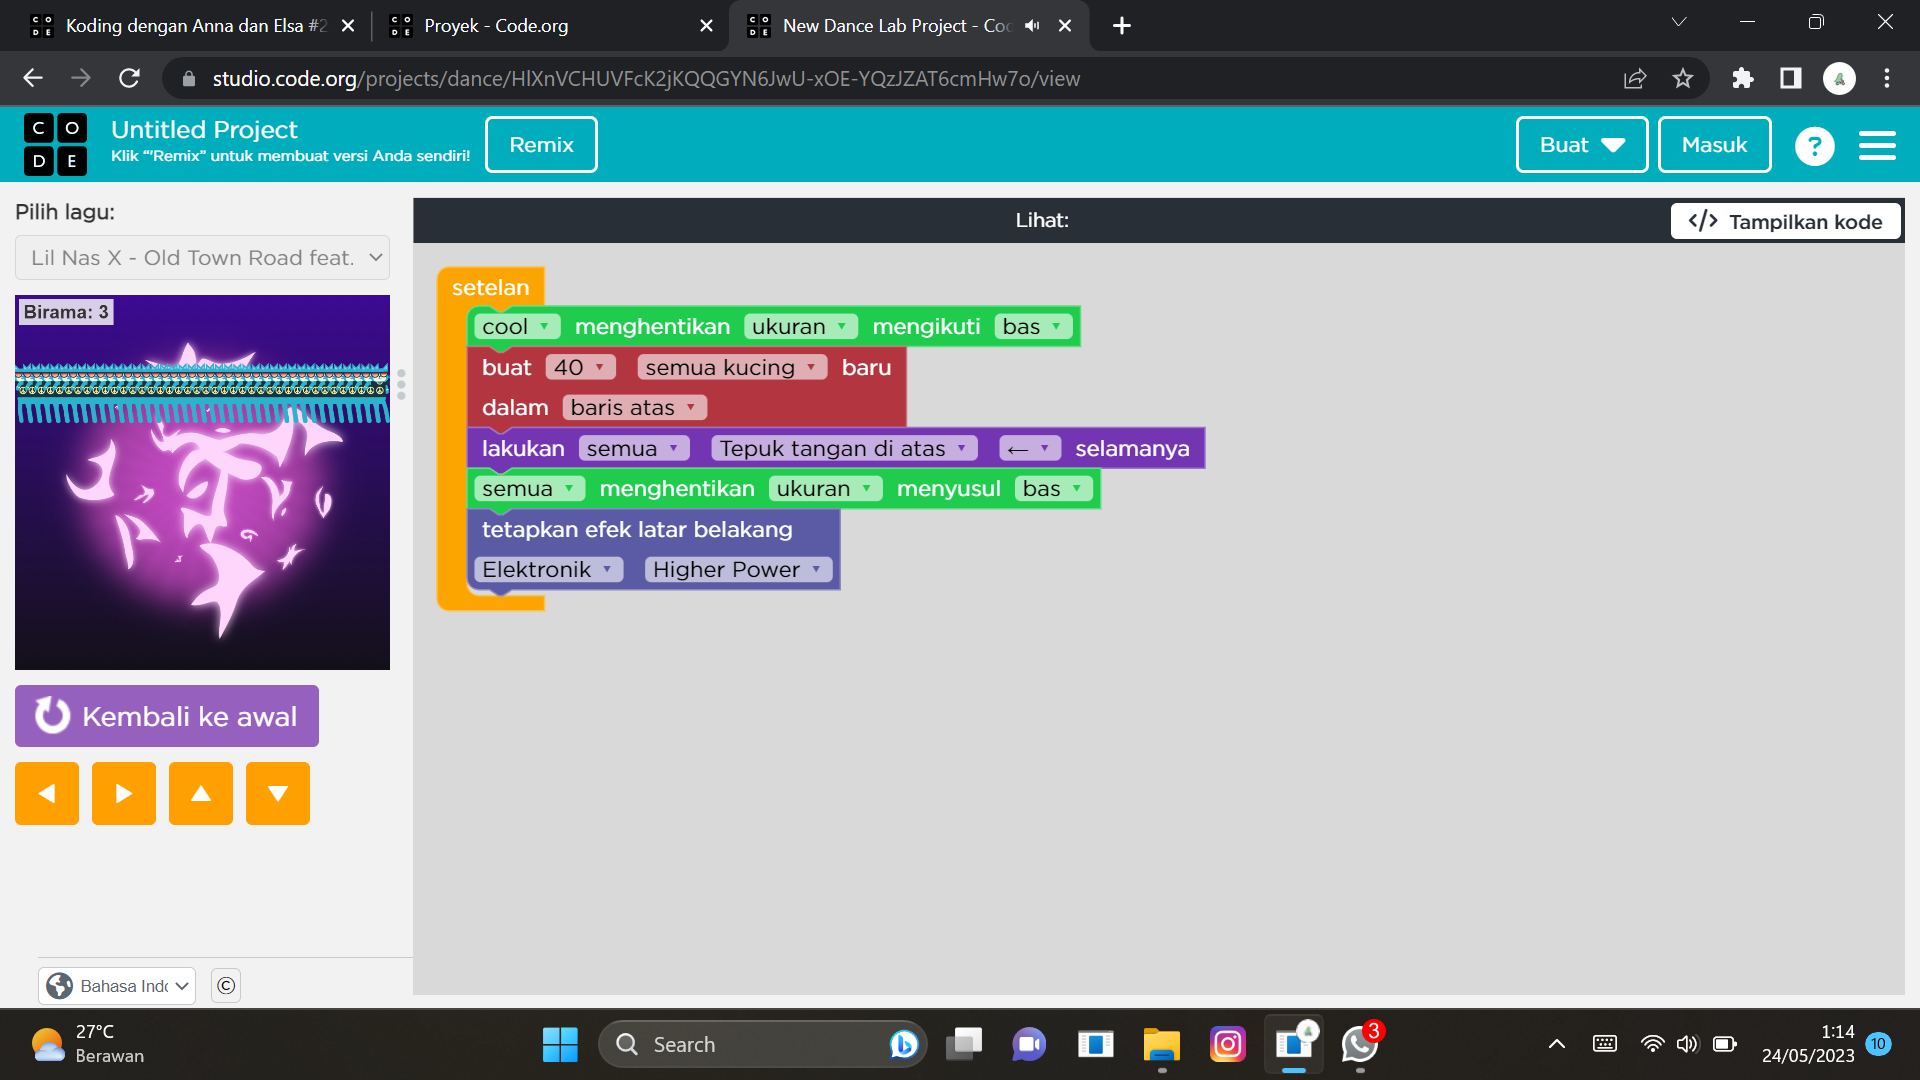 Koding dengan Anna dan Elsa #2
Proyek - Code.org
New Dance Lab Project - Co
studio.code.org/projects/dance/HlXnVCHUVFcK2jKQQGYN6JwU-xOE-YQzJZAT6cmHw7o/view
C O
D E
Untitled Project
Klik “"Remix” untuk membuat versi Anda sendiri!
Remix
Buat
Masuk
?
Pilih lagu:
Lil Nas X - Old Town Road feat.
Birama: 3
Kembali ke awal
Lihat:
</> Tampilkan kode
setelan
cool menghentikan ukuran mengikuti bas
buat 40 semua kucing baru
dalam baris atas
lakukan semua Tepuk tangan di atas ← selamanya
semua menghentikan ukuran menyusul bas
tetapkan efek latar belakang
Elektronik Higher Power
Bahasa Indo
©
27°C
Berawan
Search
3
1:14
24/05/2023
10